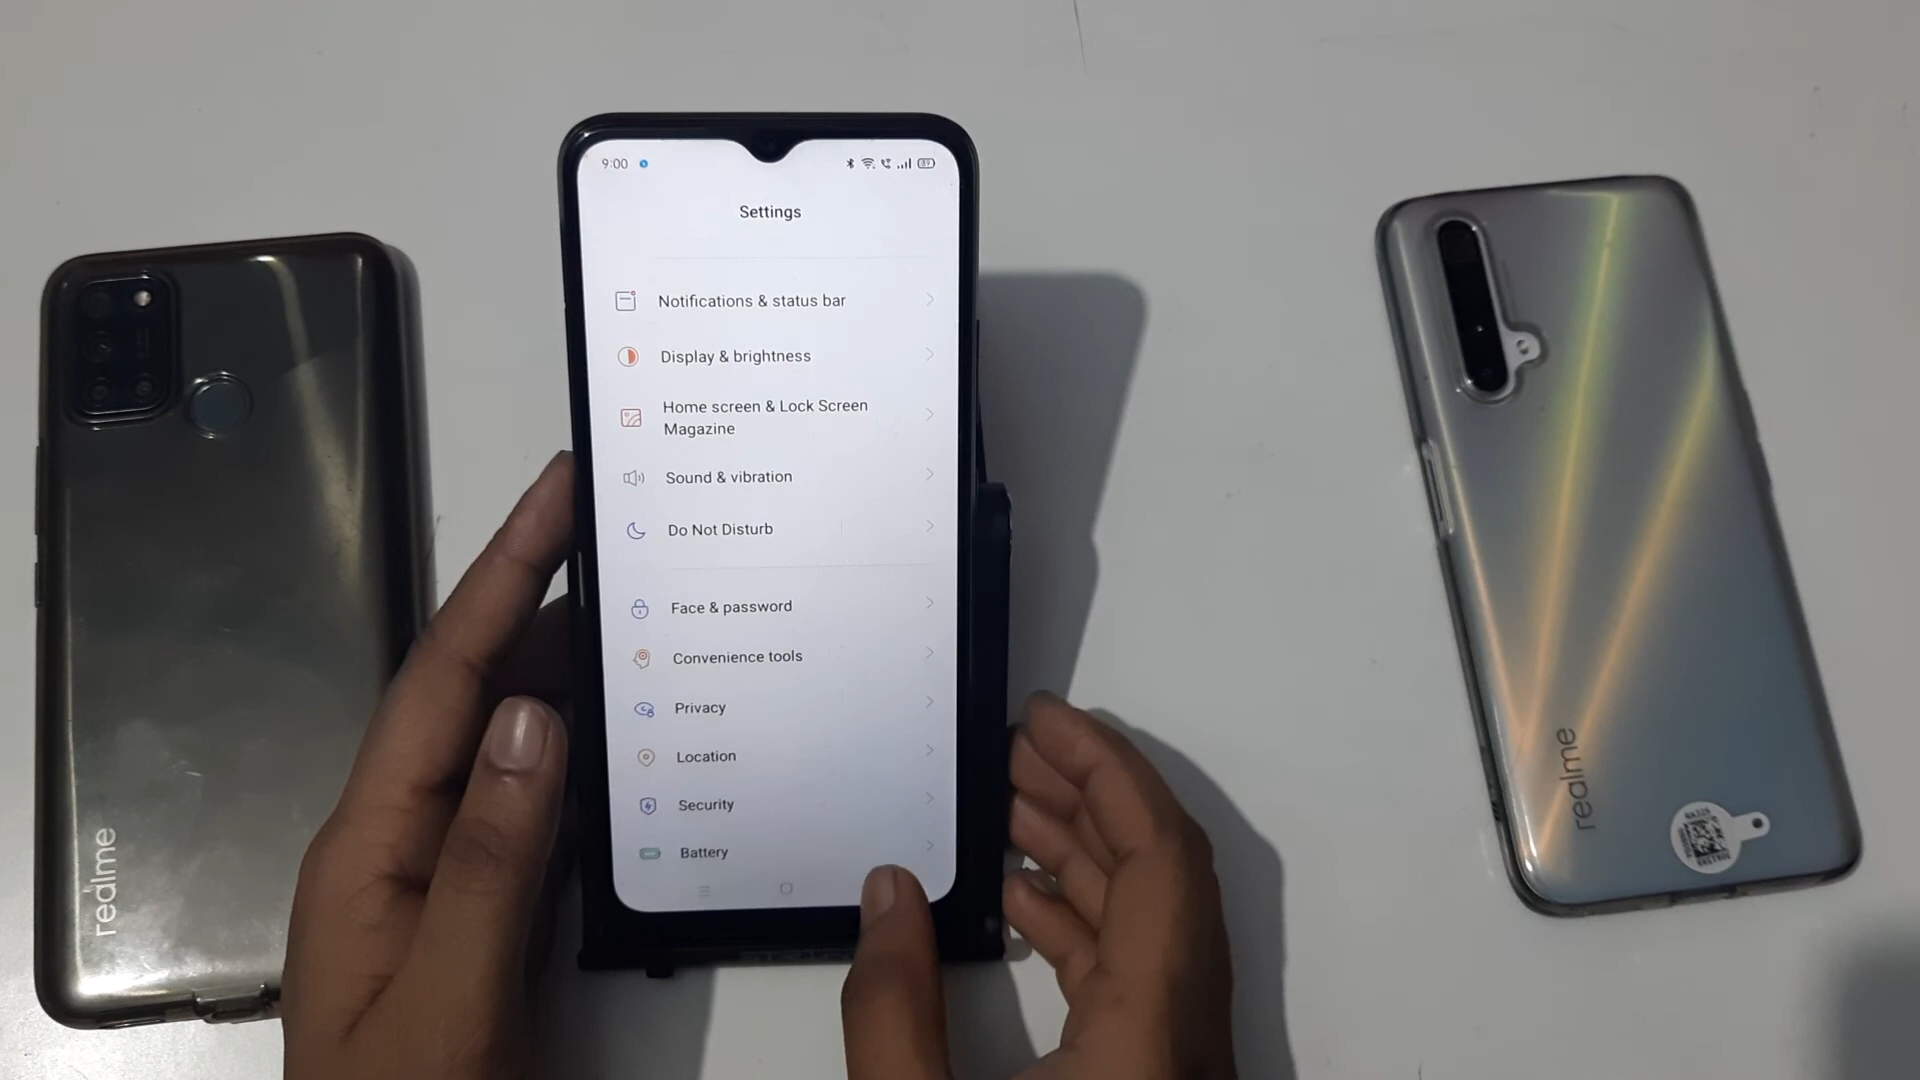 9:00
89
Settings
Notifications & status bar
Display & brightness
Home screen & Lock Screen
Magazine
Sound & vibration
Do Not Disturb
Face & password
Convenience tools
Privacy
Location
Security
Battery
realme
realme